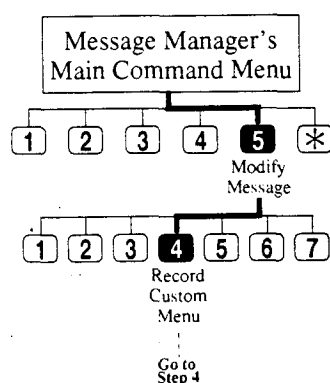 Message Manager's
Main Command Menu
1 2 3 4 5 *
Modify
Message
1 2 3 4 5 6 7
Record
Custom
Menu
Go to
Step 4